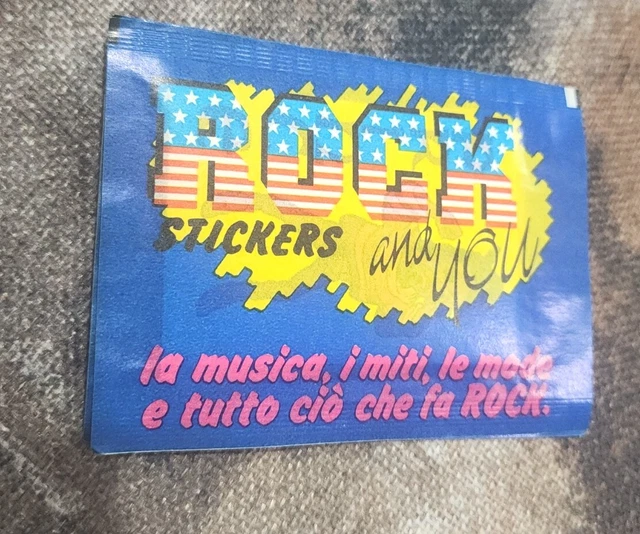 ROCK
STICKERS and you
la musica, i miti, le mode
e tutto ciò che fa ROCK.